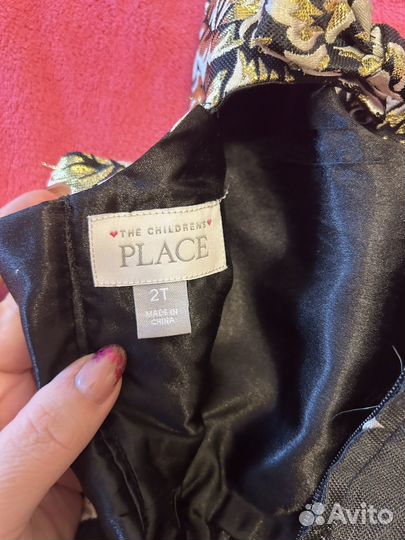 THE CHILDRENS
PLACE
2T
MADE IN
CHINA
Avito